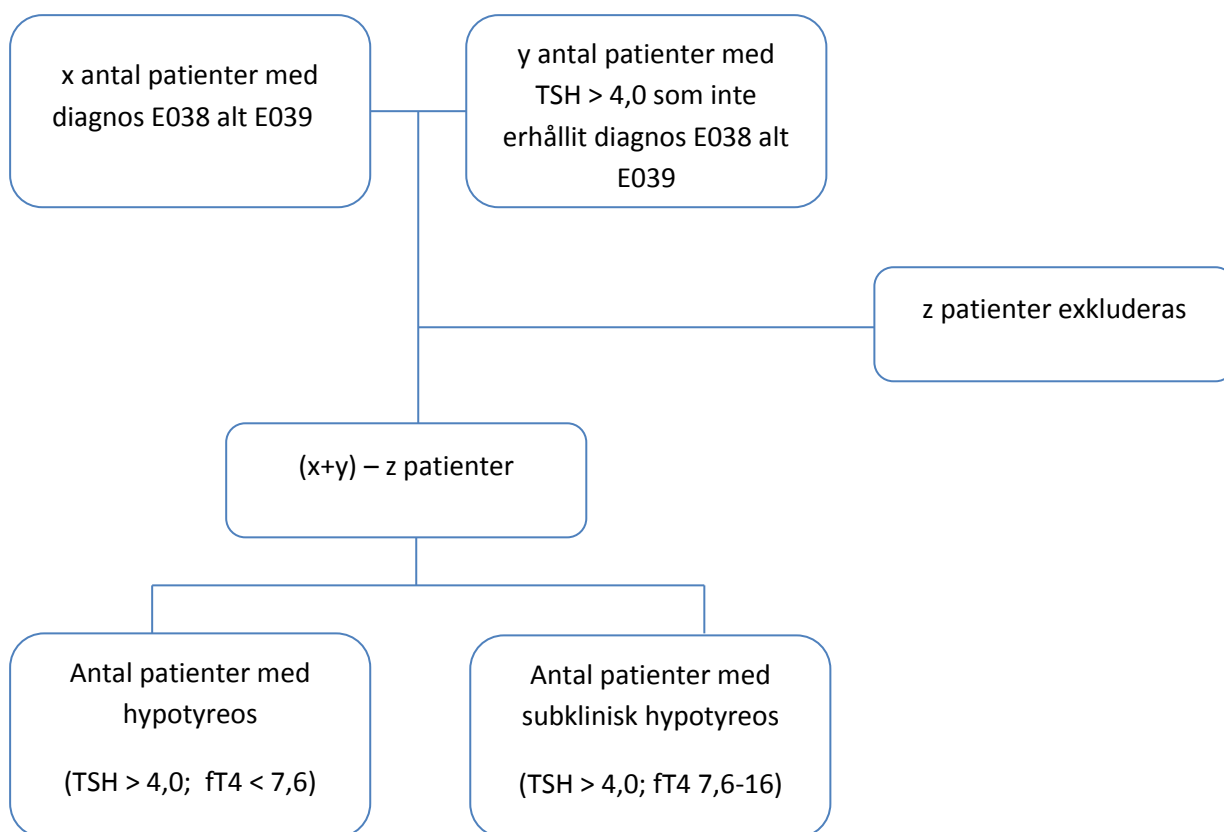 x antal patienter med
diagnos E038 alt E039
y antal patienter med
TSH > 4,0 som inte
erhållit diagnos E038 alt
E039
z patienter exkluderas
(x+y) – z patienter
Antal patienter med
hypotyreos
(TSH > 4,0; fT4 < 7,6)
Antal patienter med
subklinisk hypotyreos
(TSH > 4,0; fT4 7,6-16)